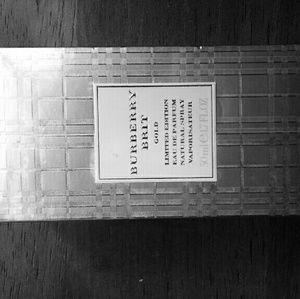 BURBERRY
BRIT
GOLD
LIMITED EDITION
EAU DE PARFUM
NATURAL SPRAY
VAPORISATEUR
50ml e 1.7 FL.OZ.